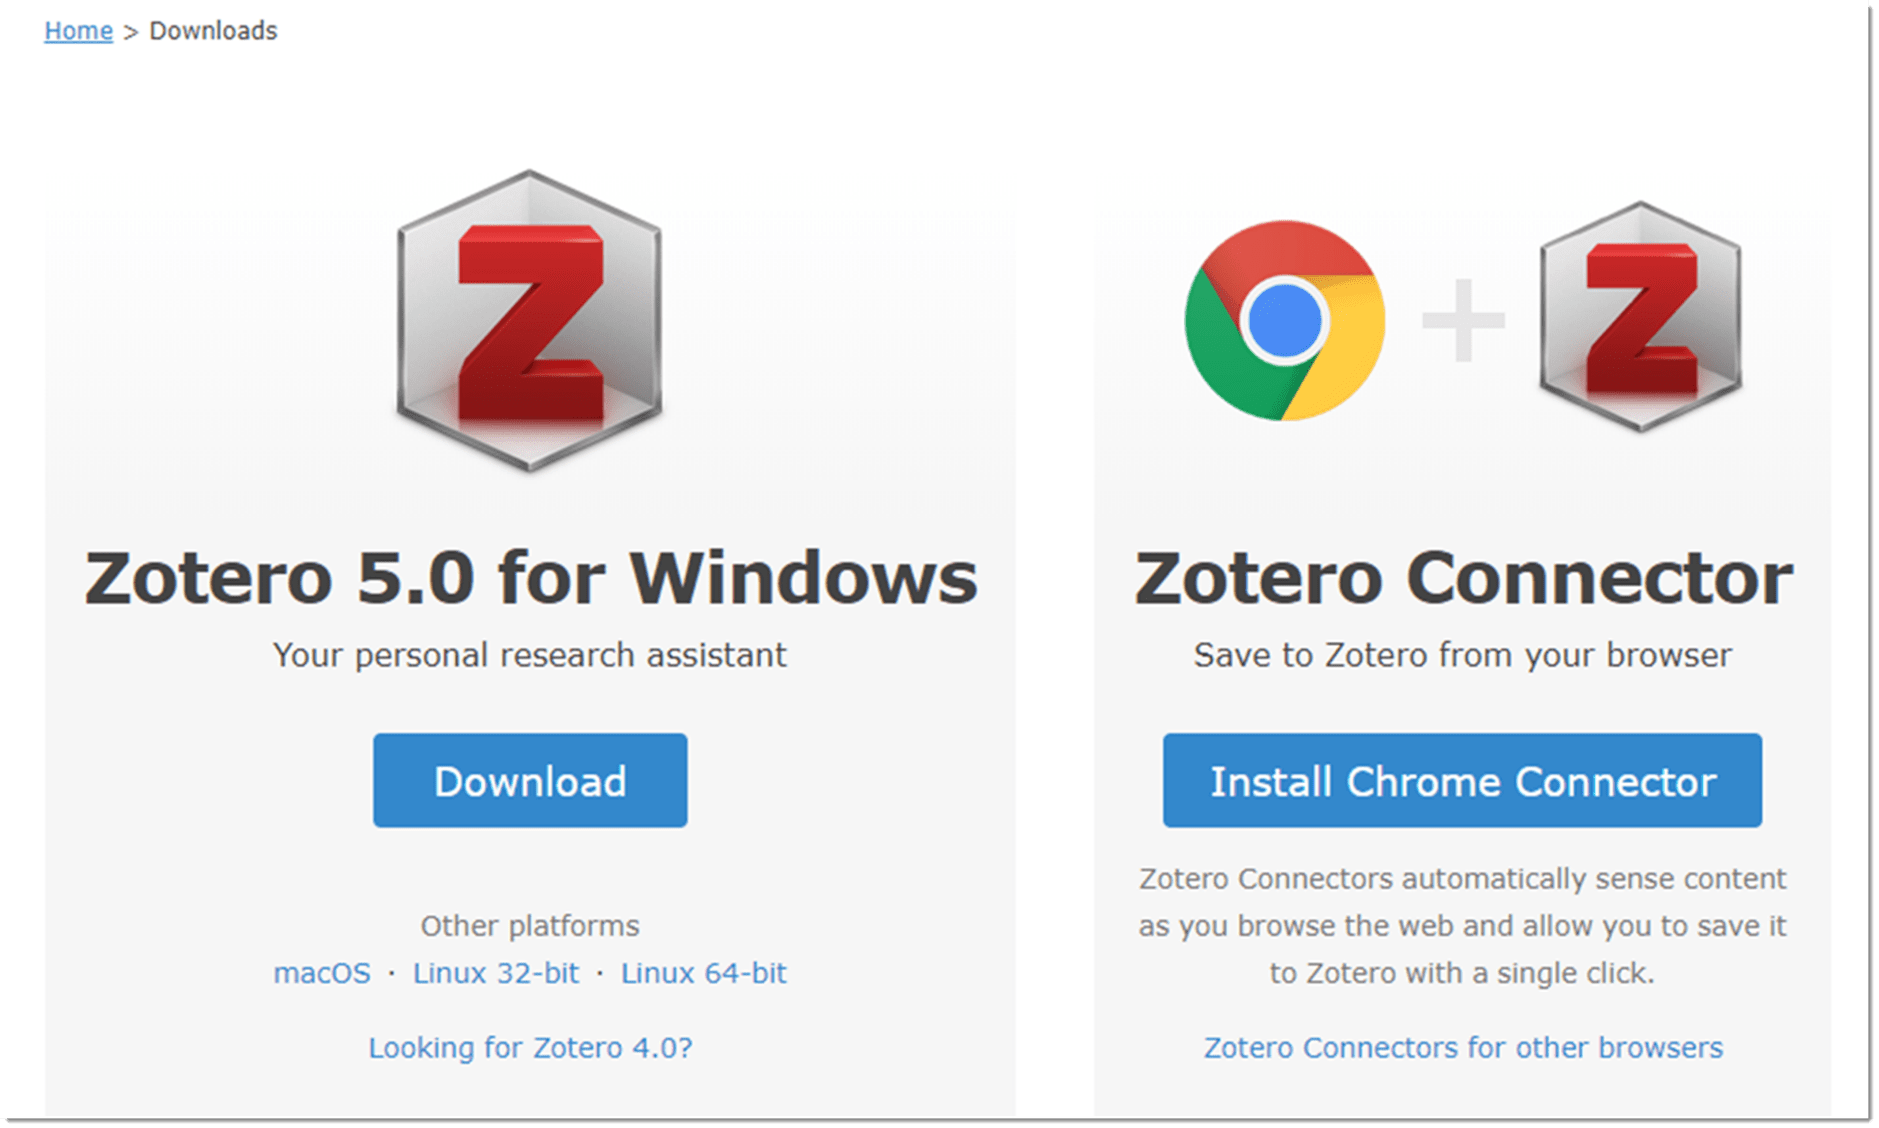 Home > Downloads
Zotero 5.0 for Windows
Your personal research assistant
Download
Other platforms
macOS · Linux 32-bit · Linux 64-bit
Looking for Zotero 4.0?
Zotero Connector
Save to Zotero from your browser
Install Chrome Connector
Zotero Connectors automatically sense content
as you browse the web and allow you to save it
to Zotero with a single click.
Zotero Connectors for other browsers